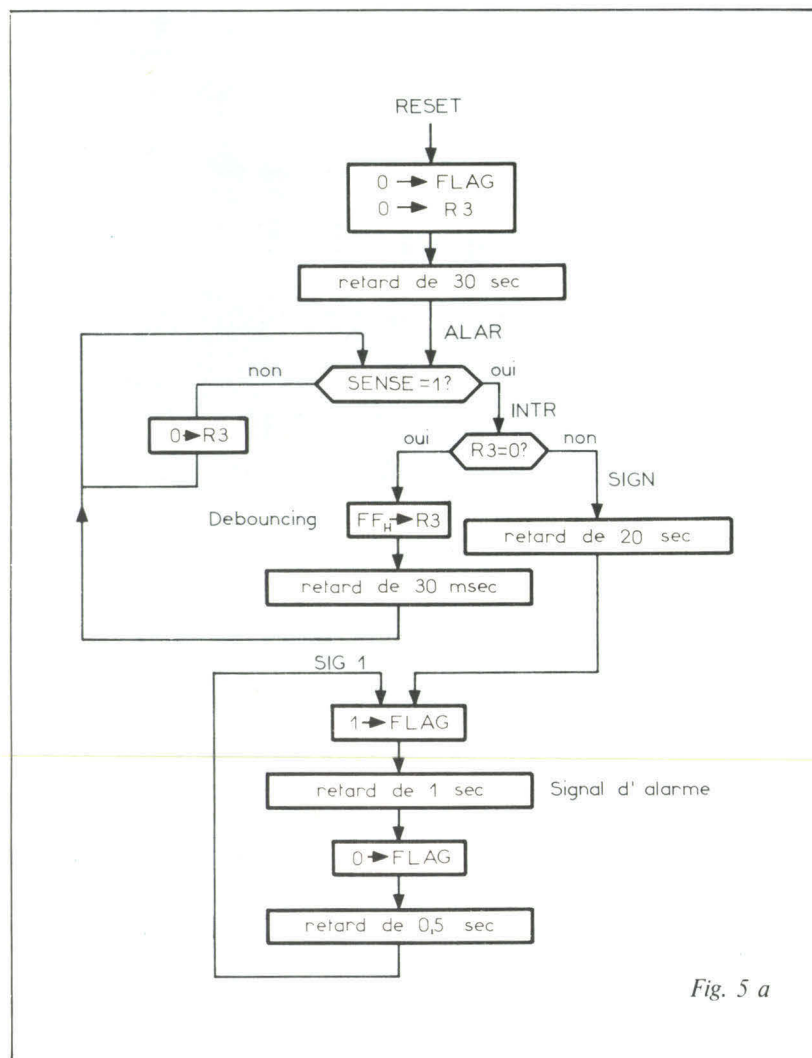 RESET
0 → FLAG
0 → R3
retard de 30 sec
ALAR
non
SENSE=1?
oui
INTR
0→R3
oui
R3=0?
non
SIGN
Debouncing
FFH→R3
retard de 20 sec
retard de 30 msec
SIG 1
1→FLAG
retard de 1 sec
Signal d' alarme
0→FLAG
retard de 0,5 sec
Fig. 5 a